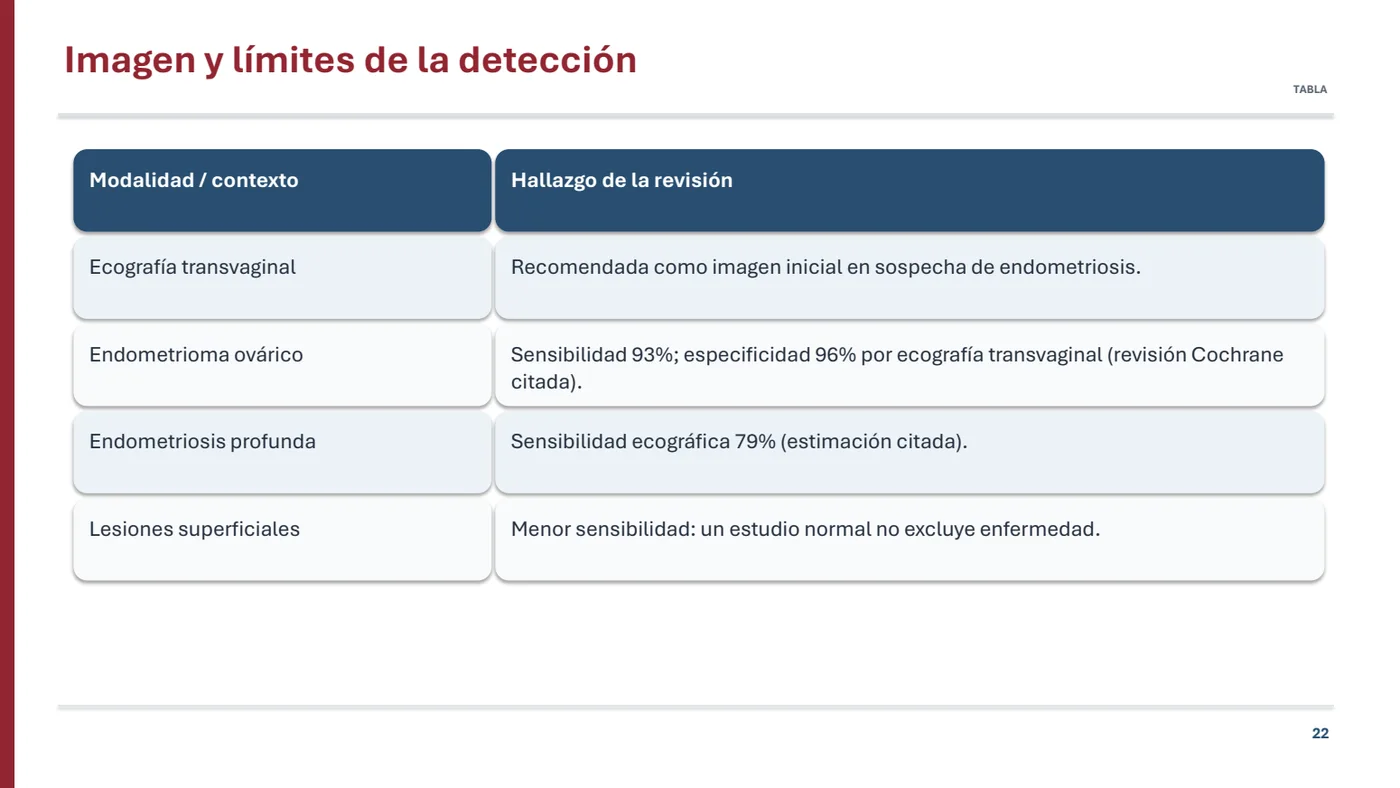 Imagen y límites de la detección
TABLA
Modalidad / contexto
Hallazgo de la revisión
Ecografía transvaginal
Recomendada como imagen inicial en sospecha de endometriosis.
Endometrioma ovárico
Sensibilidad 93%; especificidad 96% por ecografía transvaginal (revisión Cochrane
citada).
Endometriosis profunda
Sensibilidad ecográfica 79% (estimación citada).
Lesiones superficiales
Menor sensibilidad: un estudio normal no excluye enfermedad.
22